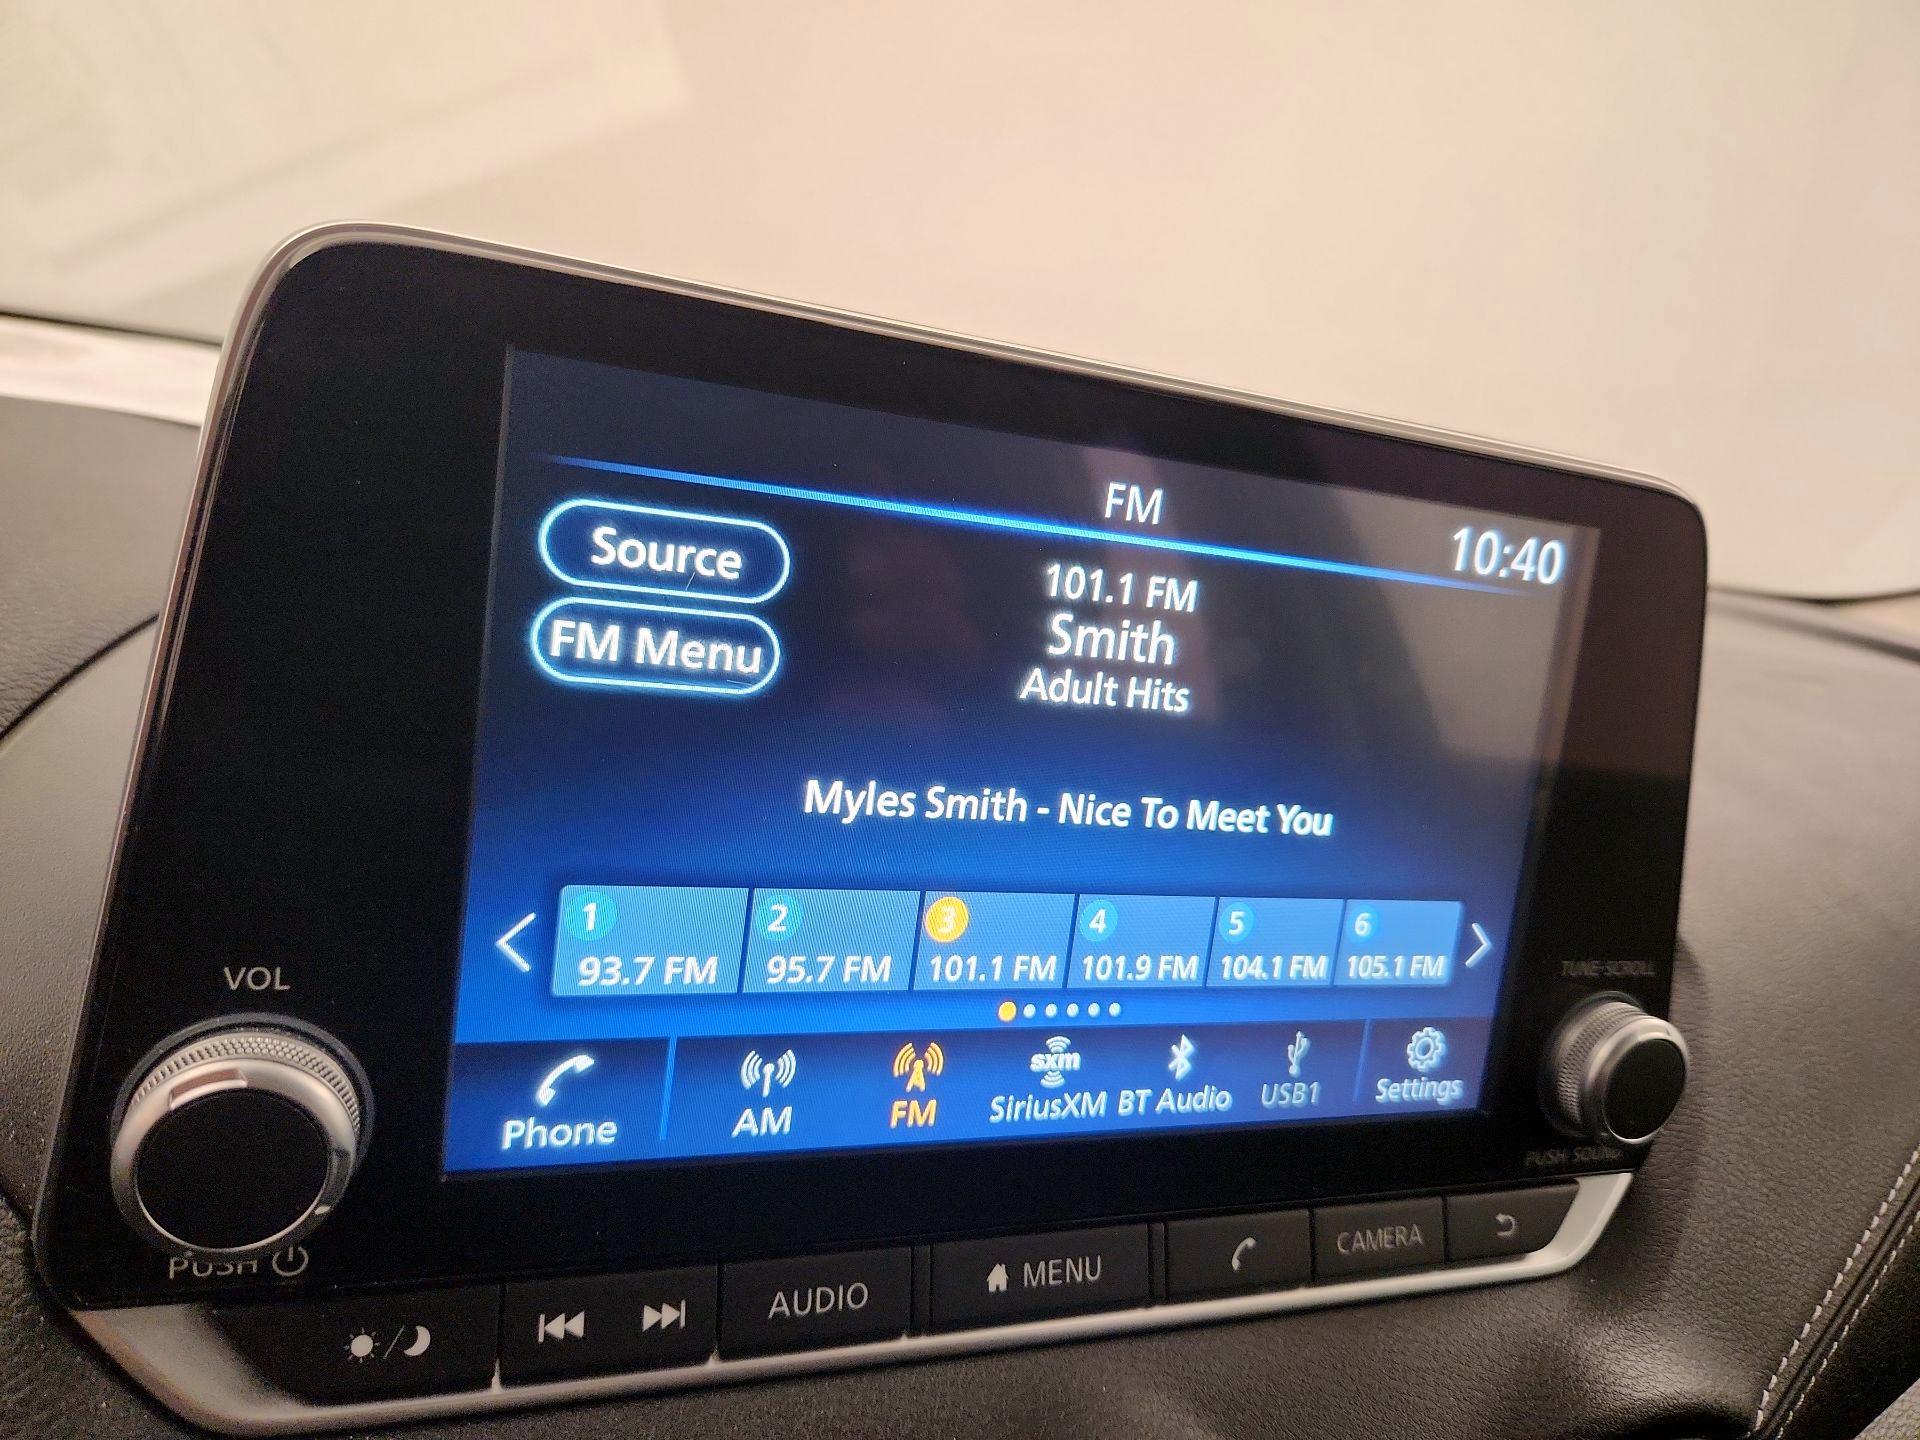 FM
10:40
Source
FM Menu
101.1 FM
Smith
Adult Hits
Myles Smith - Nice To Meet You
1 2 3 4 5 6
93.7 FM 95.7 FM 101.1 FM 101.9 FM 104.1 FM 105.1 FM
sxm
Phone AM FM SiriusXM BT Audio USB1 Settings
VOL
PUSH
TUNE·SCROLL
PUSH SOUND
AUDIO
MENU
CAMERA